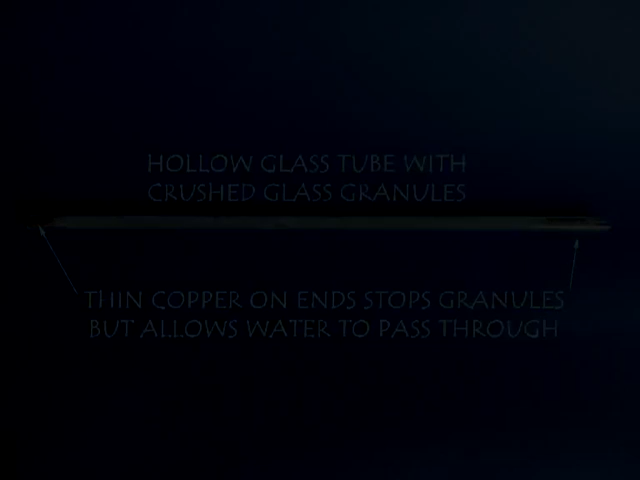 HOLLOW GLASS TUBE WITH
CRUSHED GLASS GRANULES
THIN COPPER ON ENDS STOPS GRANULES
BUT ALLOWS WATER TO PASS THROUGH